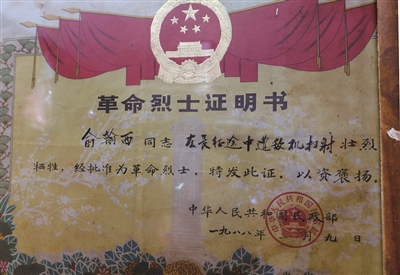 革命烈士证明书
俞翰西同志在长征途中遭敌机扫射壮烈
牺牲，经批准为革命烈士。特发此证，以资褒扬。
中华人民共和国民政部
一九八八年 月九日